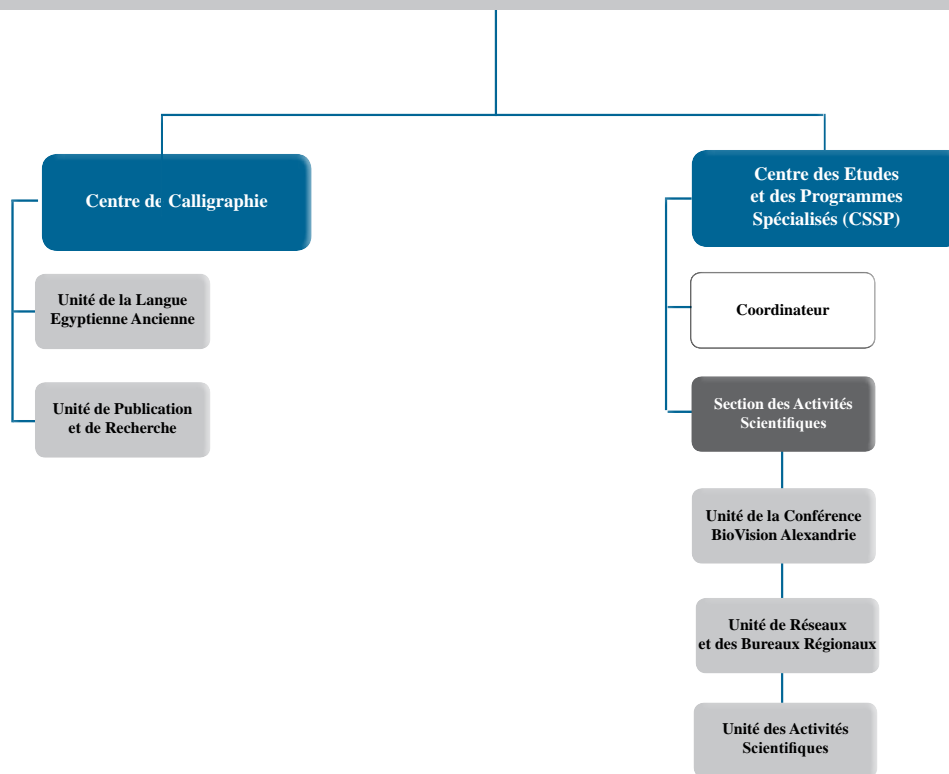 Centre de Calligraphie
Unité de la Langue
Egyptienne Ancienne
Unité de Publication
et de Recherche
Centre des Etudes
et des Programmes
Spécialisés (CSSP)
Coordinateur
Section des Activités
Scientifiques
Unité de la Conférence
BioVision Alexandrie
Unité de Réseaux
et des Bureaux Régionaux
Unité des Activités
Scientifiques